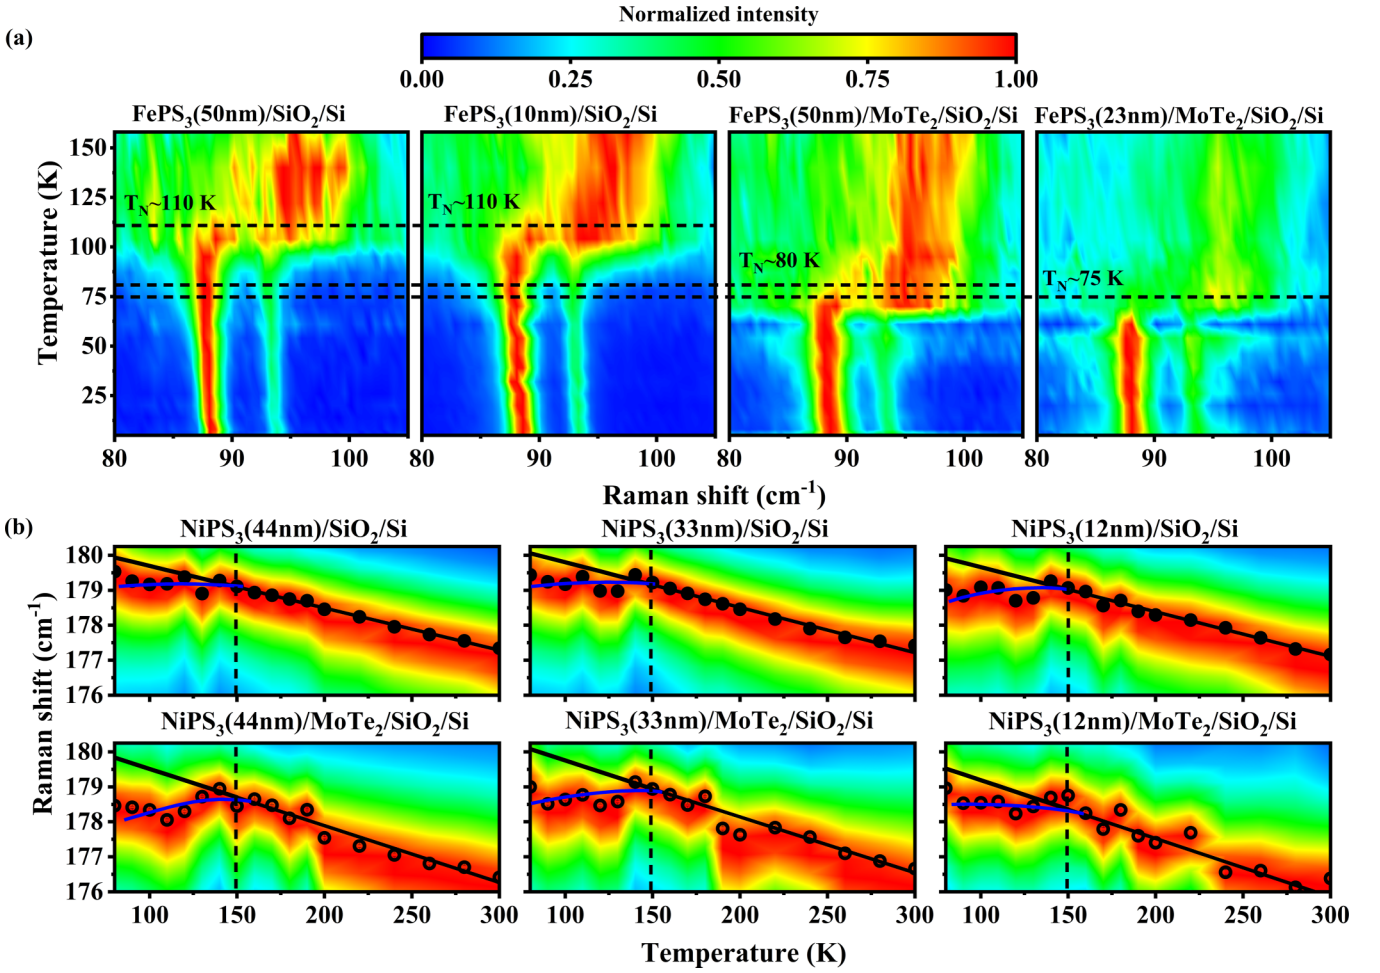 Normalized intensity
(a)
0.00 0.25 0.50 0.75 1.00
FePS3(50nm)/SiO2/Si FePS3(10nm)/SiO2/Si FePS3(50nm)/MoTe2/SiO2/Si FePS3(23nm)/MoTe2/SiO2/Si
Temperature (K)
150
125
100
75
50
25
TN~110 K TN~110 K TN~80 K TN~75 K
80 90 100 80 90 100 90 100 90 100
Raman shift (cm-1)
(b)
NiPS3(44nm)/SiO2/Si NiPS3(33nm)/SiO2/Si NiPS3(12nm)/SiO2/Si
Raman shift (cm-1)
180
179
178
177
176
NiPS3(44nm)/MoTe2/SiO2/Si NiPS3(33nm)/MoTe2/SiO2/Si NiPS3(12nm)/MoTe2/SiO2/Si
180
179
178
177
176
100 150 200 250 300 100 150 200 250 300 100 150 200 250 300
Temperature (K)